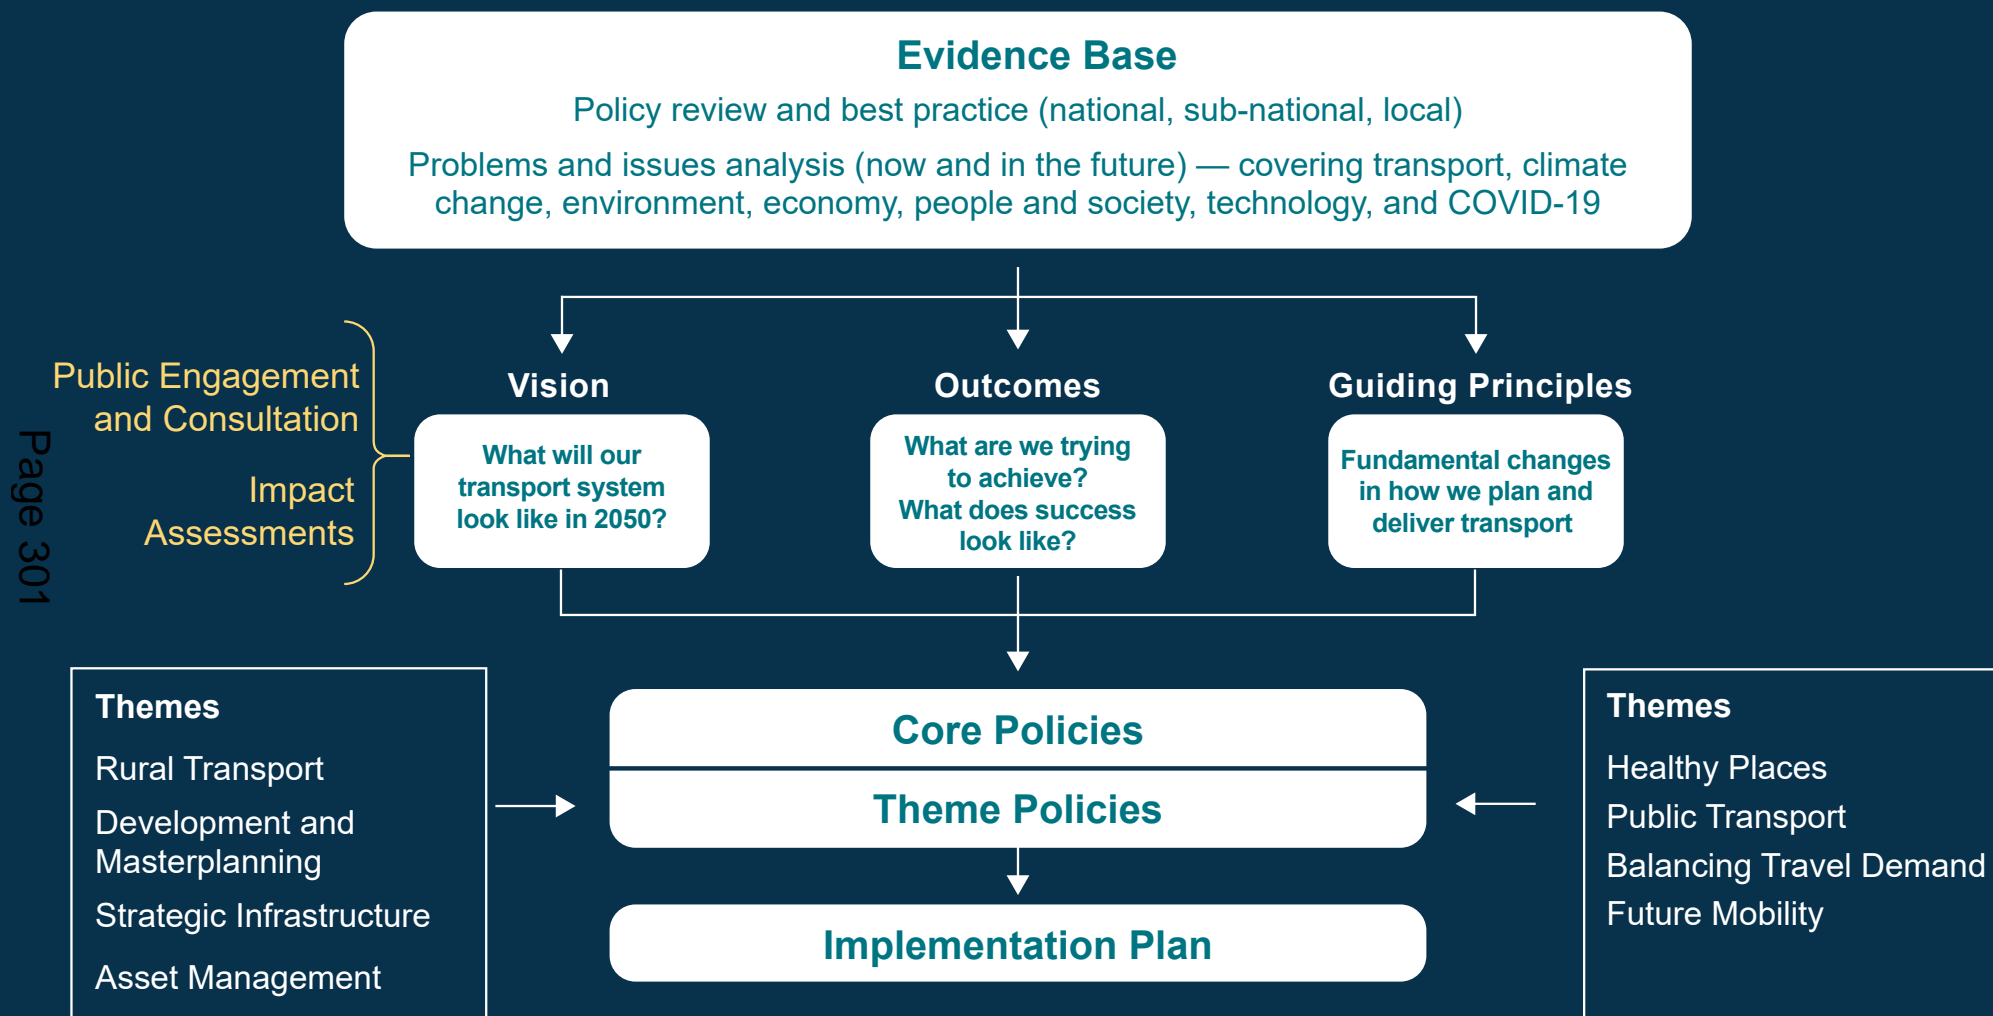 Evidence Base
Policy review and best practice (national, sub-national, local)
Problems and issues analysis (now and in the future) — covering transport, climate
change, environment, economy, people and society, technology, and COVID-19
Public Engagement
and Consultation
Impact
Assessments
Vision
What will our
transport system
look like in 2050?
Outcomes
What are we trying
to achieve?
What does success
look like?
Guiding Principles
Fundamental changes
in how we plan and
deliver transport
Page 301
Themes
Rural Transport
Development and
Masterplanning
Strategic Infrastructure
Asset Management
Core Policies
Theme Policies
Implementation Plan
Themes
Healthy Places
Public Transport
Balancing Travel Demand
Future Mobility